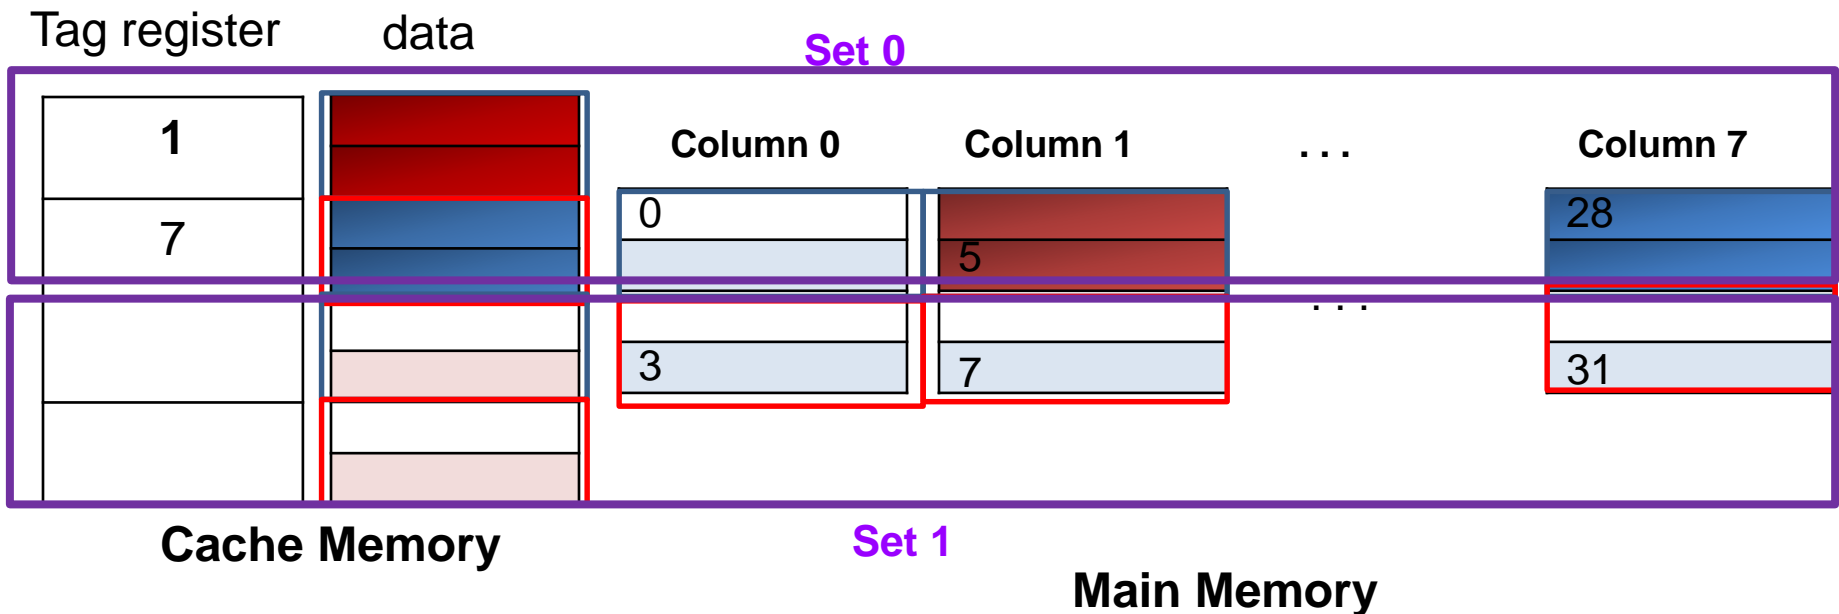 Tag register data
Set 0
1
Column 0 Column 1 . . . Column 7
0 28
7
5
. . .
3 7 31
Cache Memory
Set 1
Main Memory